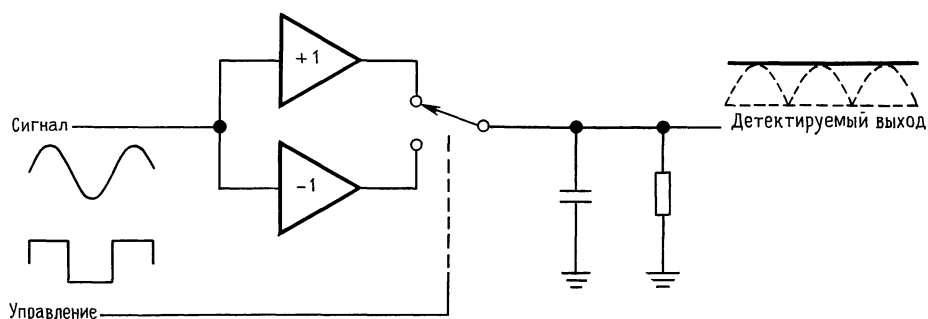 +1
Сигнал
Детектируемый выход
-1
Управление